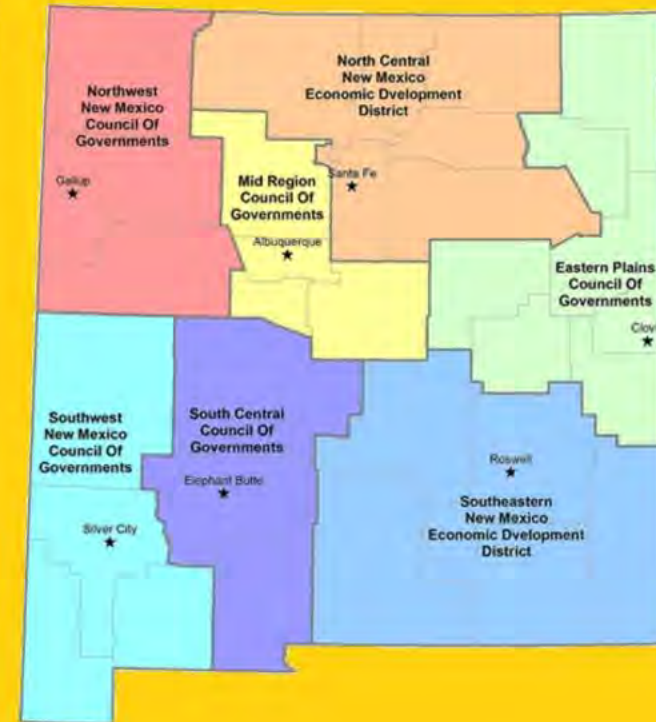 Northwest
New Mexico
Council Of
Governments
Gallup
North Central
New Mexico
Economic Dvelopment
District
Santa Fe
Mid Region
Council Of
Governments
Albuquerque
Eastern Plains
Council Of
Governments
Clov
Southwest
New Mexico
Council Of
Governments
Silver City
South Central
Council Of
Governments
Elephant Butte
Roswell
Southeastern
New Mexico
Economic Dvelopment
District